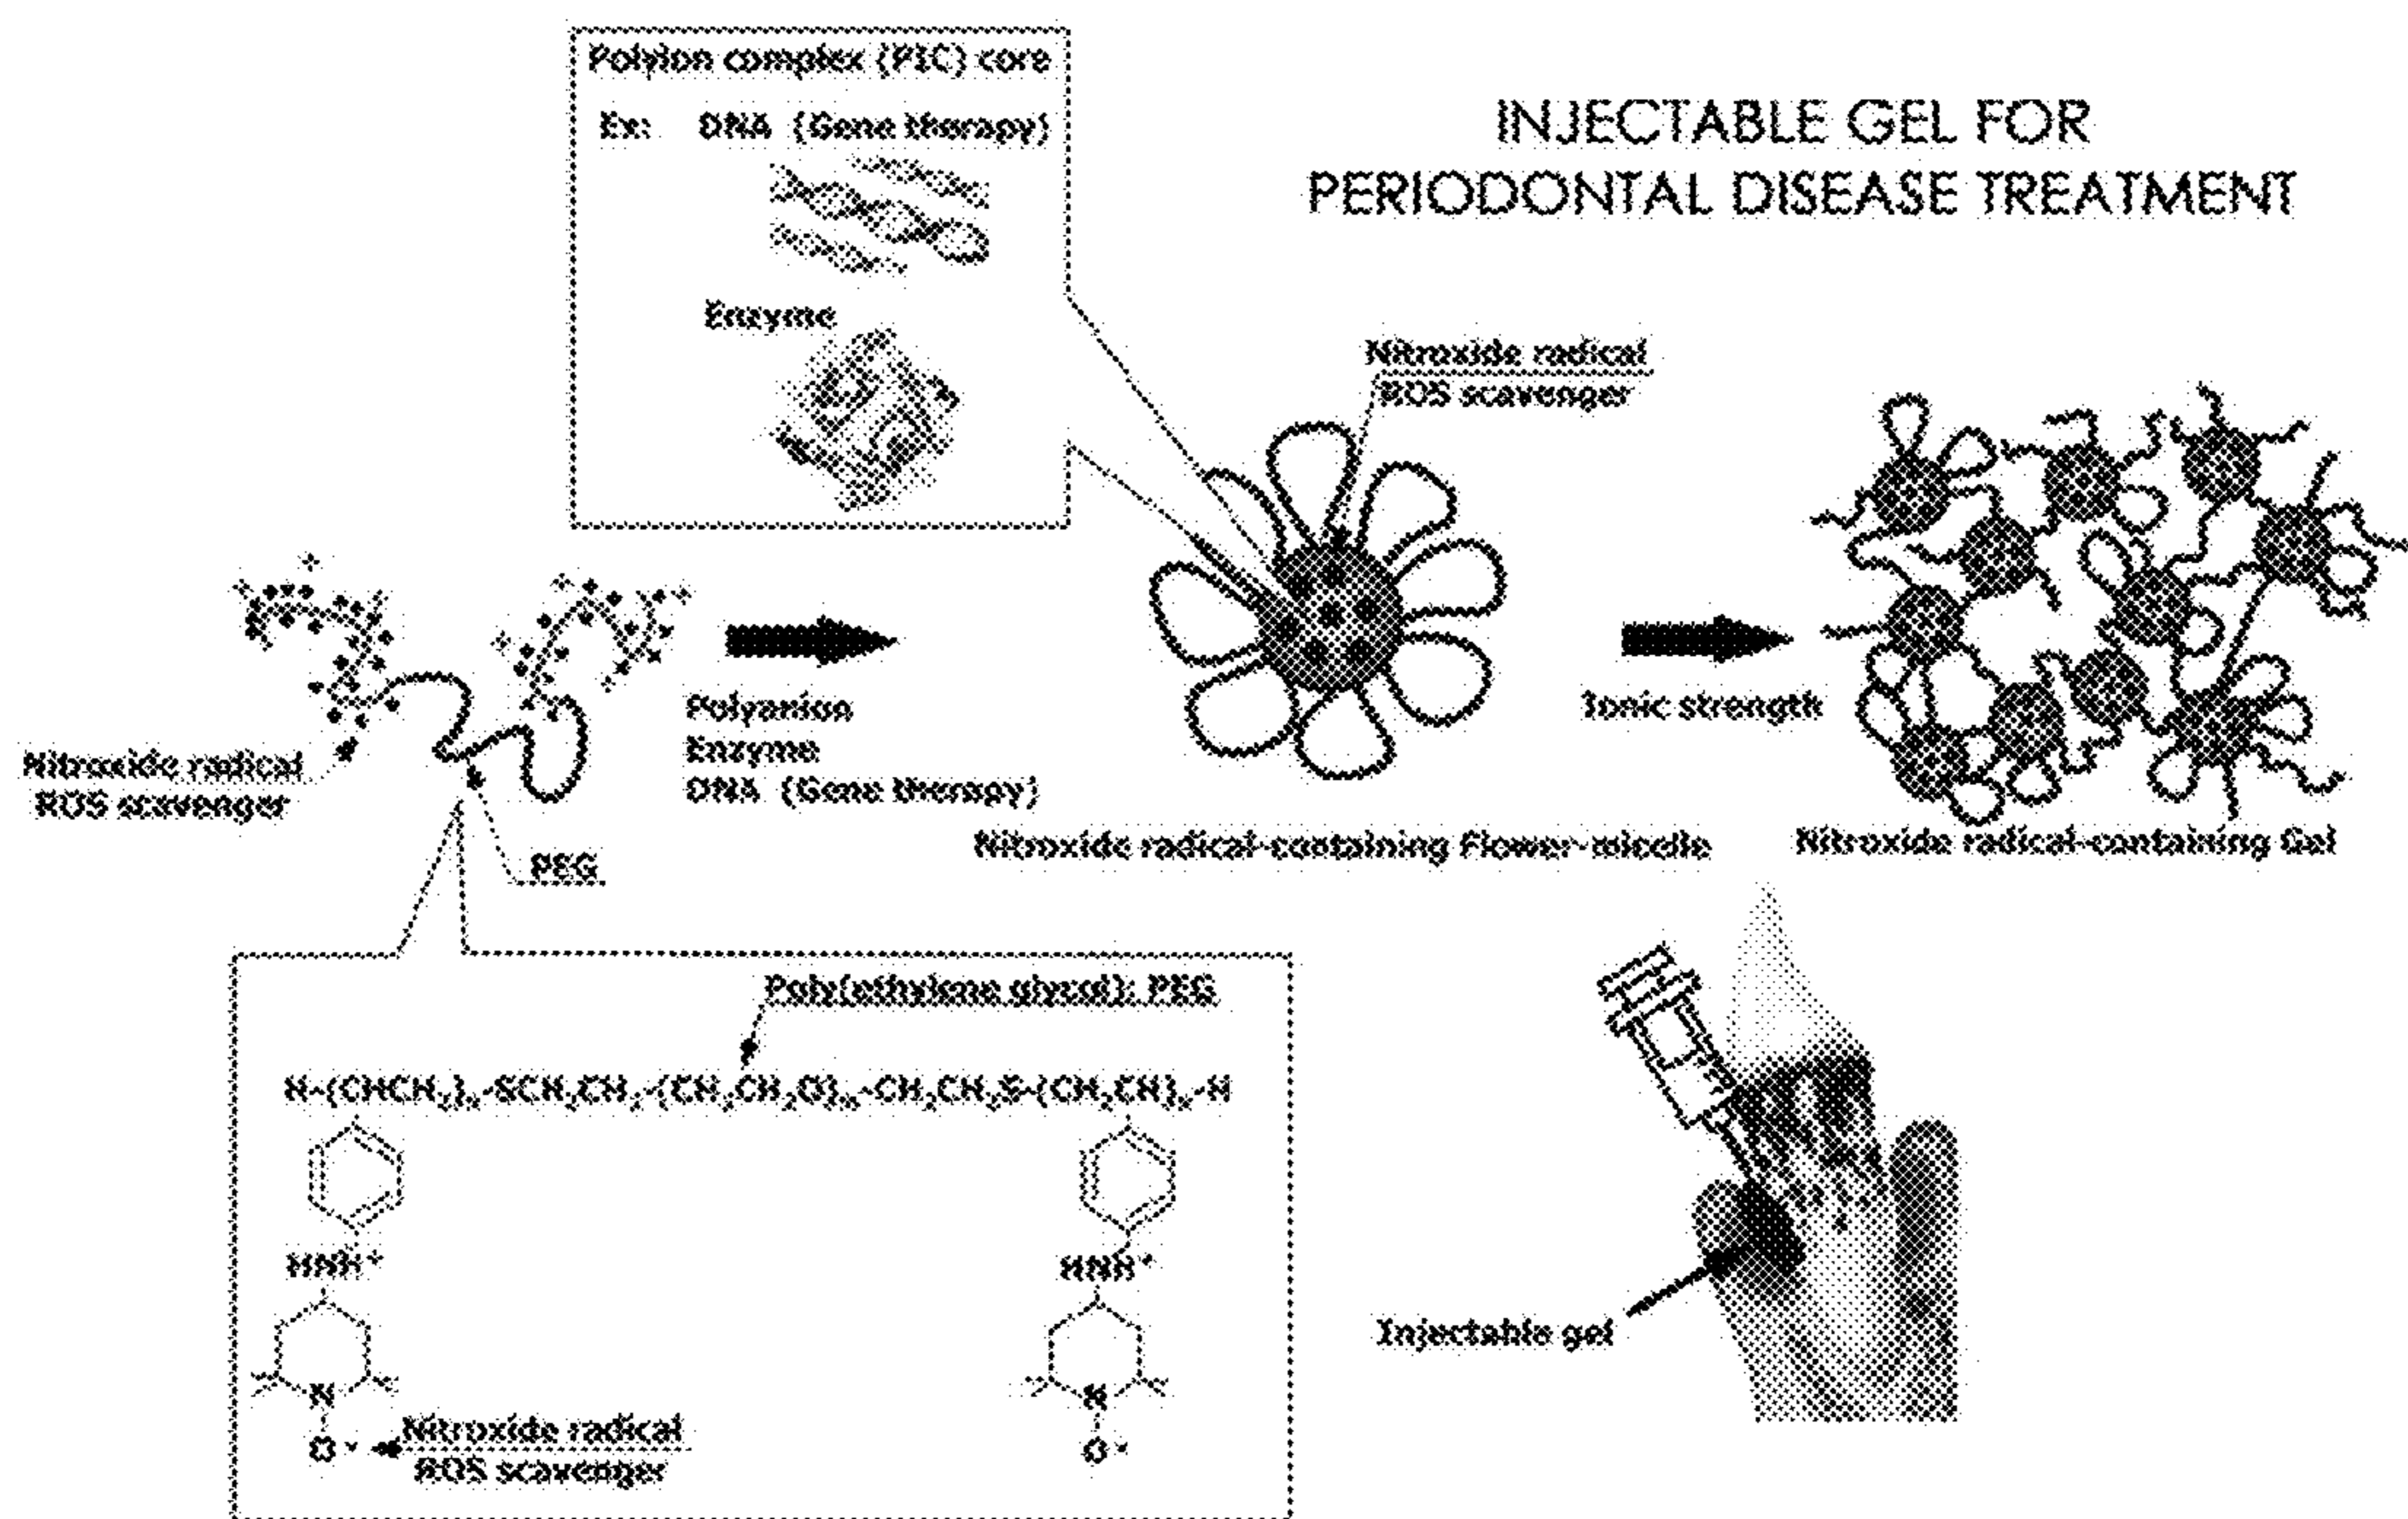 Polyion complex (PIC) core
Ex: DNA (Gene therapy)
Enzyme
INJECTABLE GEL FOR
PERIODONTAL DISEASE TREATMENT
Nitroxide radical
ROS scavenger
Nitroxide radical
ROS scavenger
PEG
Polyanion
Enzyme
DNA (Gene therapy)
Ionic strength
Nitroxide radical-containing Flower-micelle
Nitroxide radical-containing Gel
Poly(ethylene glycol): PEG
HNH+
HNH+
N
N
O•
O•
Nitroxide radical
ROS scavenger
Injectable gel